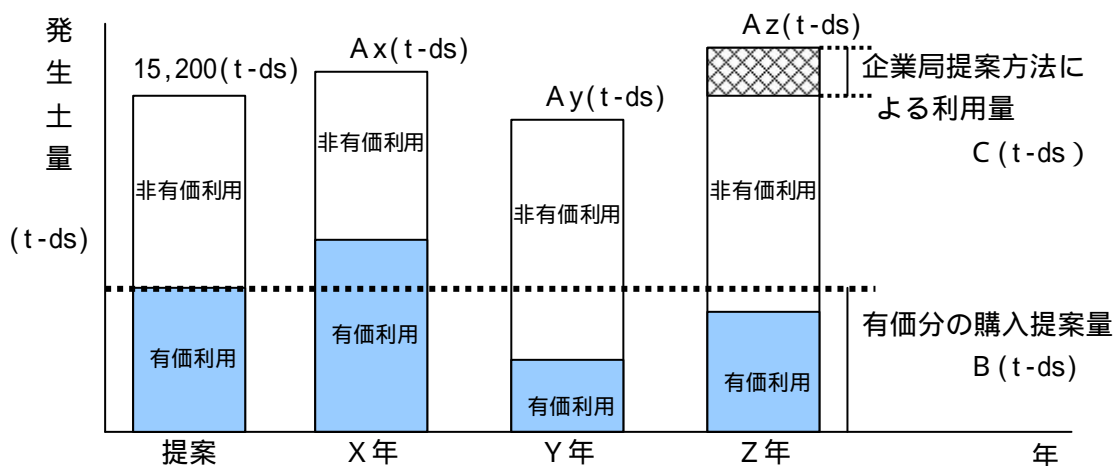 発生土量
(t-ds)
15,200(t-ds)
Ax(t-ds)
Ay(t-ds)
Az(t-ds)
企業局提案方法に
よる利用量
C(t-ds)
非有価利用
非有価利用
非有価利用
非有価利用
有価利用
有価利用
有価利用
有価利用
有価分の購入提案量
B(t-ds)
提案
X年
Y年
Z年
年